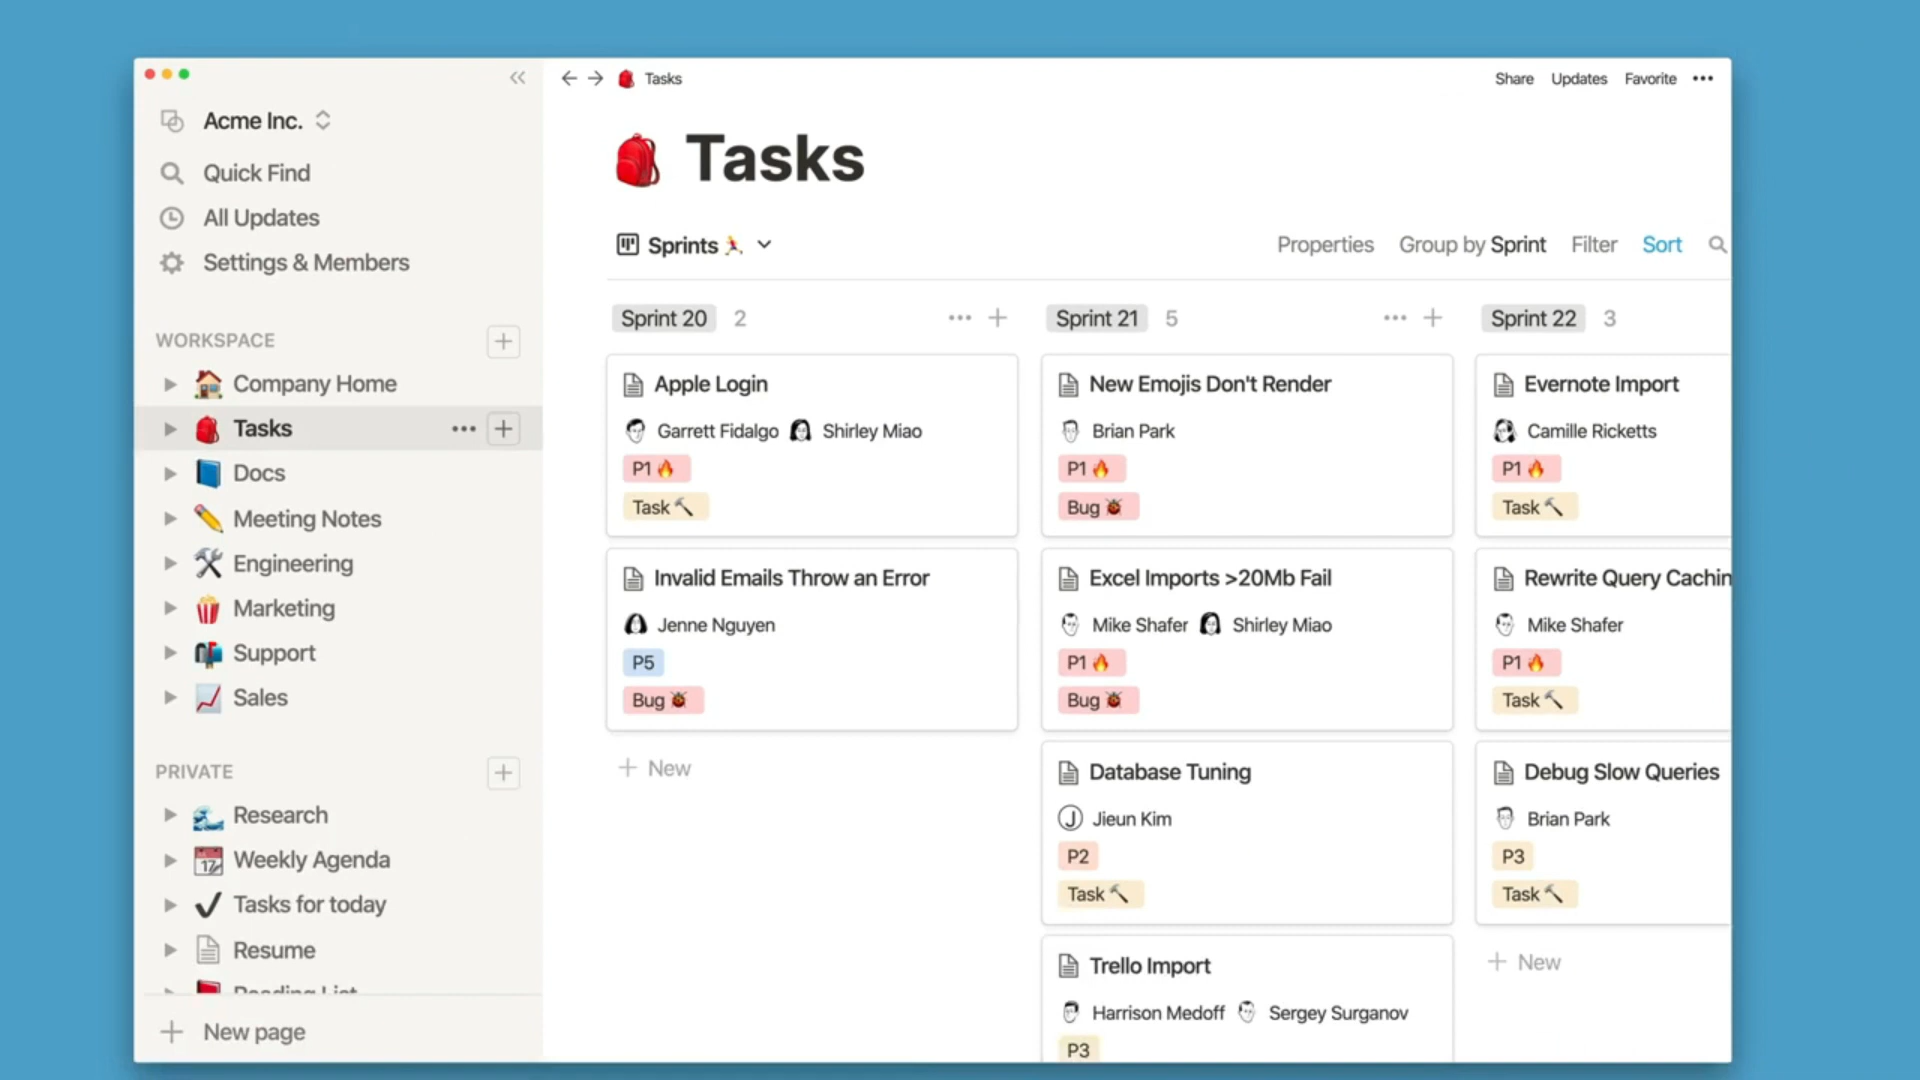 Acme Inc.
Quick Find
All Updates
Settings & Members
WORKSPACE
Company Home
Tasks
Docs
Meeting Notes
Engineering
Marketing
Support
Sales
PRIVATE
Research
Weekly Agenda
Tasks for today
Resume
Reading List
New page
Tasks
Share Updates Favorite
Tasks
Sprints
Properties Group by Sprint Filter Sort
Sprint 20 2
Apple Login
Garrett Fidalgo Shirley Miao
P1
Task
Invalid Emails Throw an Error
Jenne Nguyen
P5
Bug
New
Sprint 21 5
New Emojis Don't Render
Brian Park
P1
Bug
Excel Imports >20Mb Fail
Mike Shafer Shirley Miao
P1
Bug
Database Tuning
J Jieun Kim
P2
Task
Trello Import
Harrison Medoff Sergey Surganov
P3
Sprint 22 3
Evernote Import
Camille Ricketts
P1
Task
Rewrite Query Cachin
Mike Shafer
P1
Task
Debug Slow Queries
Brian Park
P3
Task
New